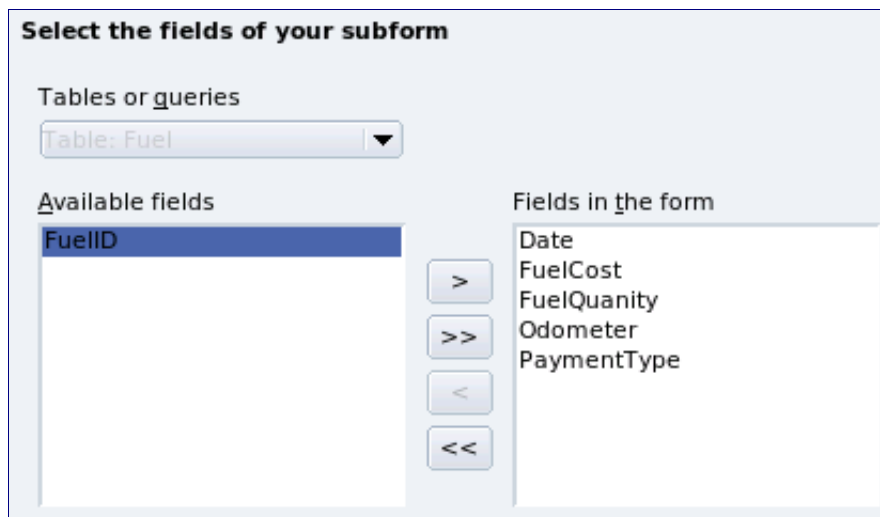 Select the fields of your subform
Tables or queries
Table: Fuel
Available fields
FuelID
>
>>
<
<<
Fields in the form
Date
FuelCost
FuelQuanity
Odometer
PaymentType